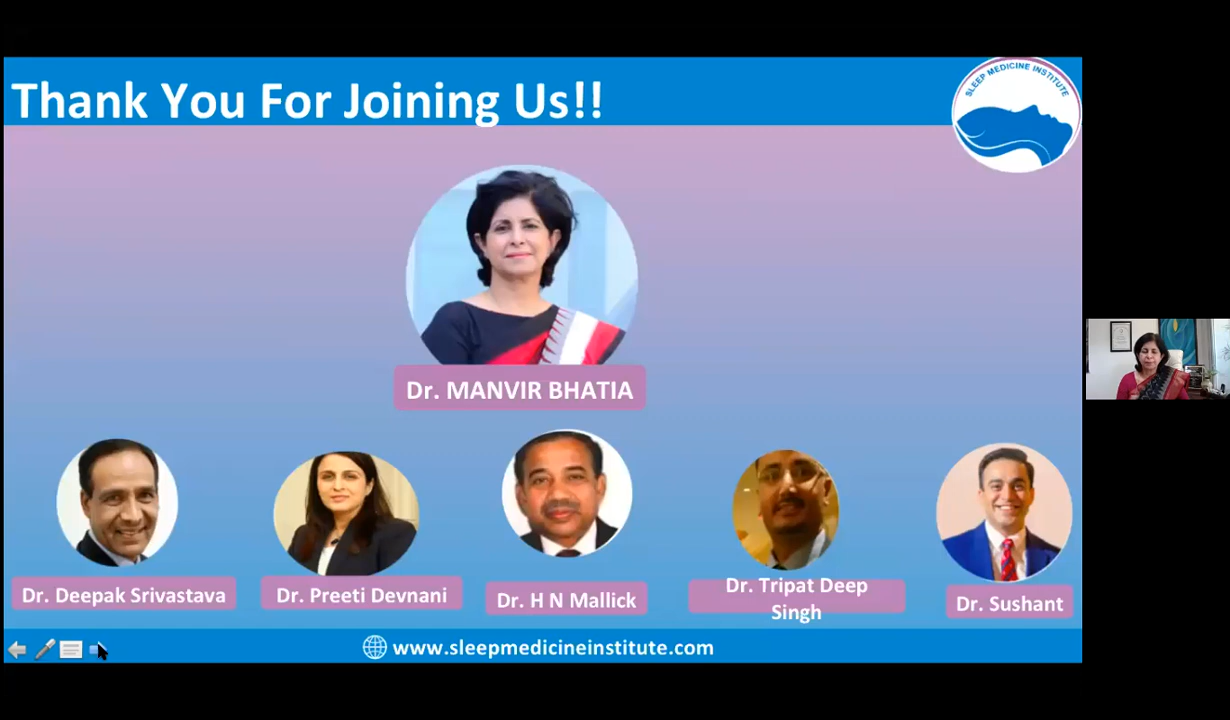 Thank You For Joining Us!!
SLEEP MEDICINE INSTITUTE
Dr. MANVIR BHATIA
Dr. Deepak Srivastava
Dr. Preeti Devnani
Dr. H N Mallick
Dr. Tripat Deep
Singh
Dr. Sushant
www.sleepmedicineinstitute.com